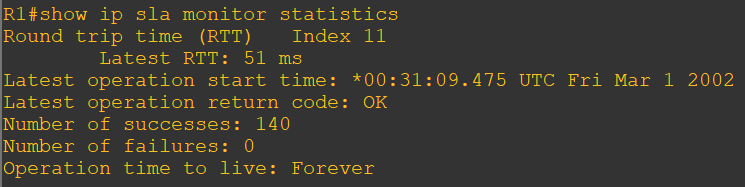 R1#show ip sla monitor statistics
Round trip time (RTT)   Index 11
        Latest RTT: 51 ms
Latest operation start time: *00:31:09.475 UTC Fri Mar 1 2002
Latest operation return code: OK
Number of successes: 140
Number of failures: 0
Operation time to live: Forever